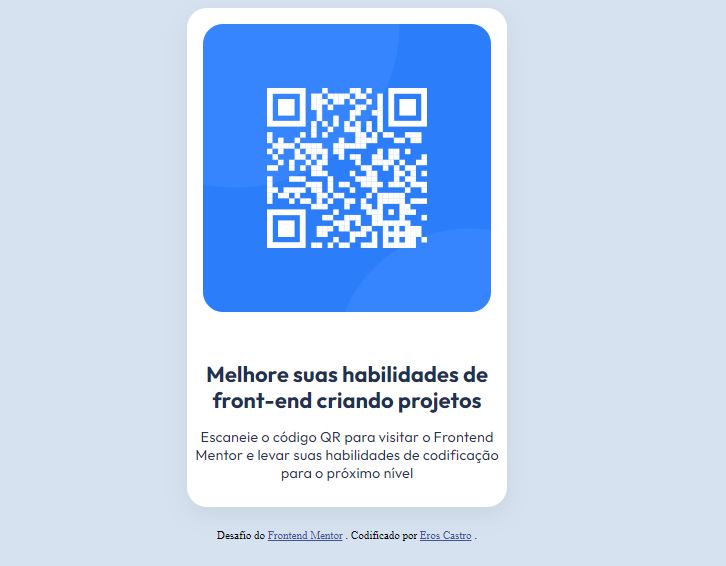 Melhore suas habilidades de
front-end criando projetos
Escaneie o código QR para visitar o Frontend
Mentor e levar suas habilidades de codificação
para o próximo nível
Desafio do Frontend Mentor . Codificado por Eros Castro .